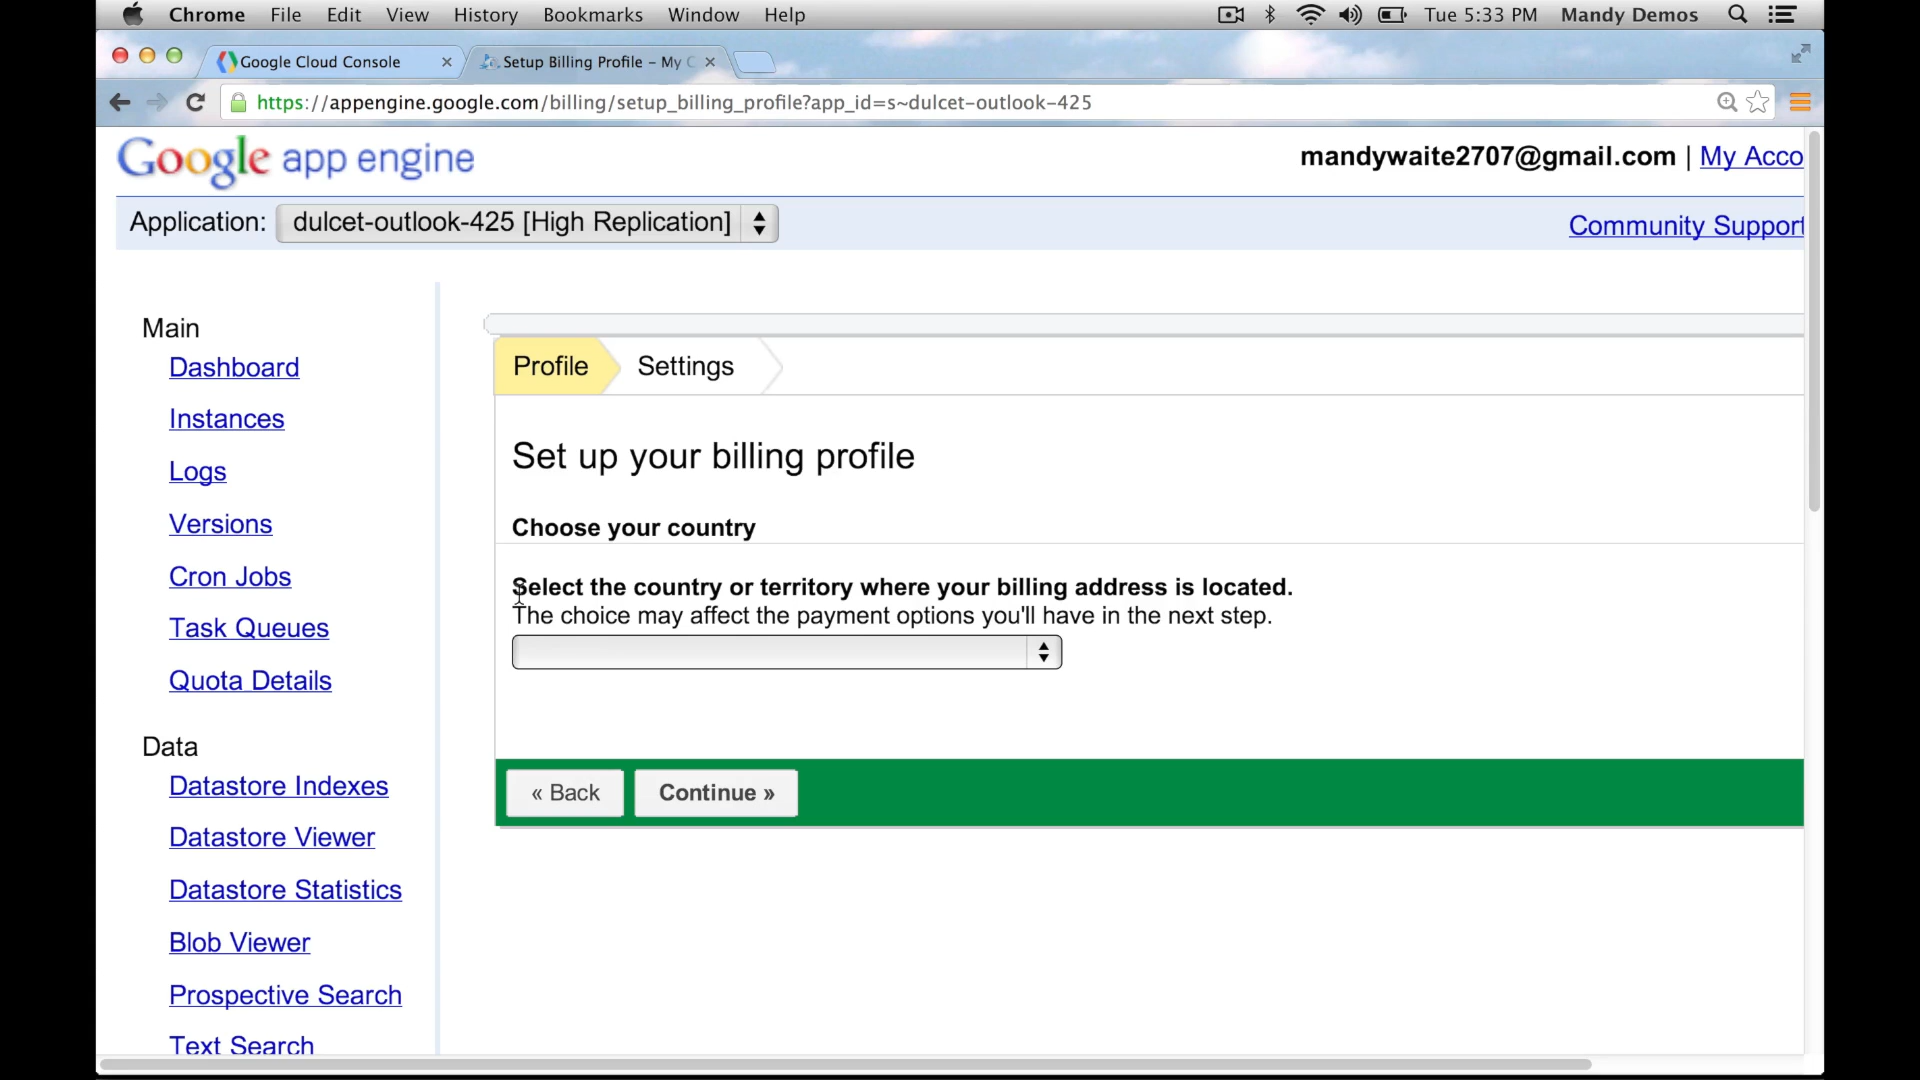 Chrome File Edit View History Bookmarks Window Help Tue 5:33 PM Mandy Demos
Google Cloud Console Setup Billing Profile – My C
https://appengine.google.com/billing/setup_billing_profile?app_id=s~dulcet-outlook-425
Google app engine mandywaite2707@gmail.com | My Acco
Application: dulcet-outlook-425 [High Replication] Community Support
Main
Dashboard
Instances
Logs
Versions
Cron Jobs
Task Queues
Quota Details
Data
Datastore Indexes
Datastore Viewer
Datastore Statistics
Blob Viewer
Prospective Search
Text Search
Profile Settings
Set up your billing profile
Choose your country
Select the country or territory where your billing address is located.
The choice may affect the payment options you'll have in the next step.
« Back Continue »